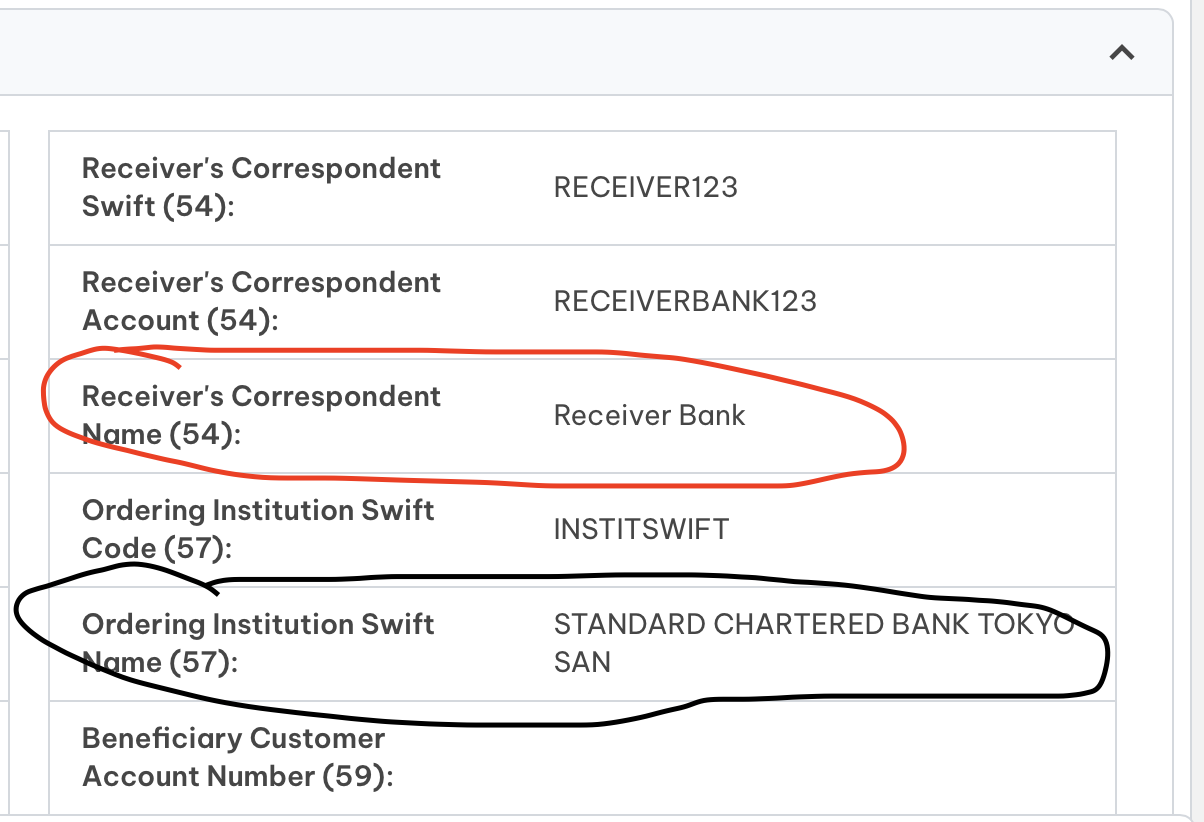 Receiver's Correspondent
Swift (54):
RECEIVER123
Receiver's Correspondent
Account (54):
RECEIVERBANK123
Receiver's Correspondent
Name (54):
Receiver Bank
Ordering Institution Swift
Code (57):
INSTITSWIFT
Ordering Institution Swift
Name (57):
STANDARD CHARTERED BANK TOKYO
SAN
Beneficiary Customer
Account Number (59):